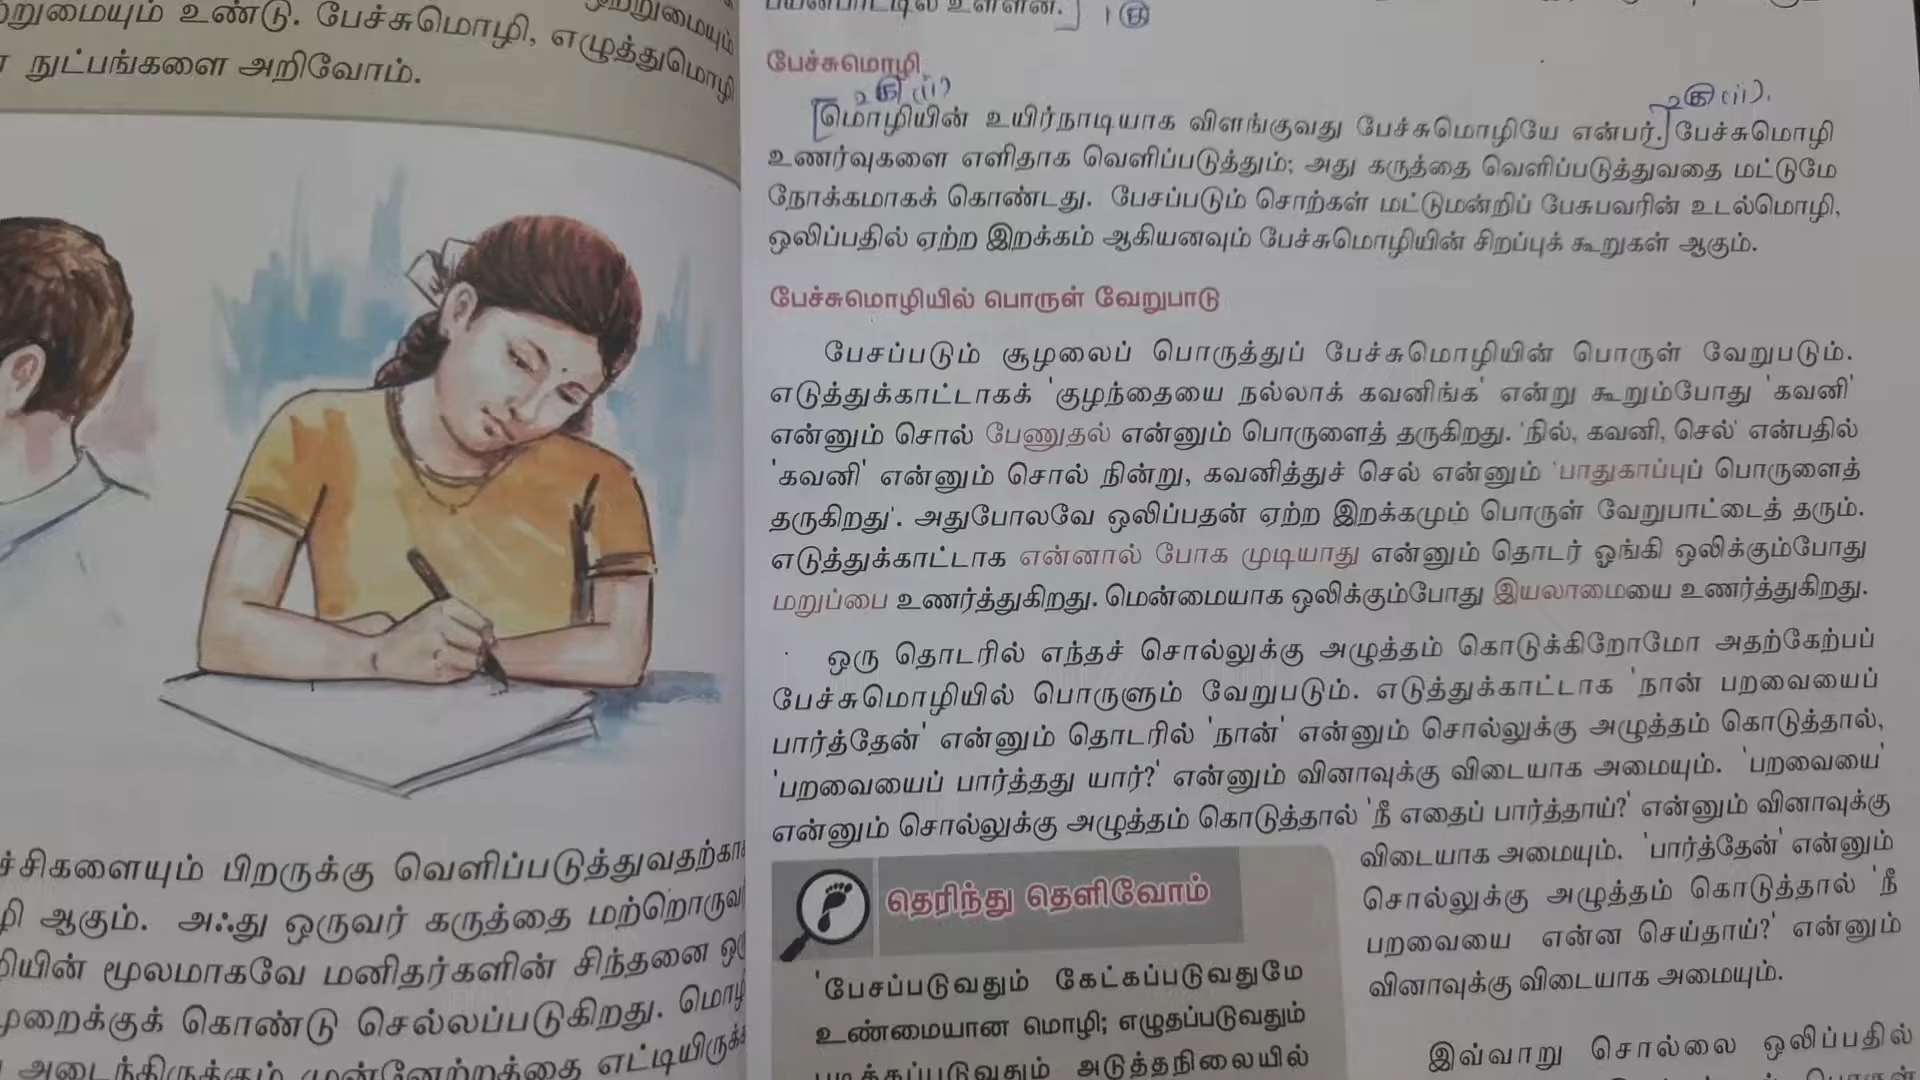 உண்டு. பேச்சுமொழி, எழுத்துமொழி
நுட்பங்களை அறிவோம்.
பிறருக்கு
ஆகும். அஃது ஒருவர் கருத்தை
மூலமாகவே மனிதர்களின் சிந்தனை
கொண்டு செல்லப்படுகிறது.
பேச்சுமொழி
மொழியின் உயிர்நாடியாக விளங்குவது பேச்சுமொழியே என்பர். பேச்சுமொழி
உணர்வுகளை எளிதாக வெளிப்படுத்தும்; அது கருத்தை வெளிப்படுத்துவதை மட்டுமே
நோக்கமாகக் கொண்டது. பேசப்படும் சொற்கள் மட்டுமன்றிப் பேசுபவரின் உடல்மொழி,
ஒலிப்பதில் ஏற்ற இறக்கம் ஆகியனவும் பேச்சுமொழியின் சிறப்புக் கூறுகள் ஆகும்.
பேச்சுமொழியில் பொருள் வேறுபாடு
பேசப்படும் சூழலைப் பொருத்துப் பேச்சுமொழியின் பொருள் வேறுபடும்.
எடுத்துக்காட்டாகக் 'குழந்தையை நல்லாக் கவனிங்க' என்று கூறும்போது 'கவனி'
என்னும் சொல் பேணுதல் என்னும் பொருளைத் தருகிறது. 'நில், கவனி, செல்' என்பதில்
'கவனி' என்னும் சொல் நின்று, கவனித்துச் செல் என்னும் 'பாதுகாப்புப் பொருளைத்
தருகிறது'. அதுபோலவே ஒலிப்பதன் ஏற்ற இறக்கமும் பொருள் வேறுபாட்டைத் தரும்.
எடுத்துக்காட்டாக என்னால் போக முடியாது என்னும் தொடர் ஓங்கி ஒலிக்கும்போது
மறுப்பை உணர்த்துகிறது. மென்மையாக ஒலிக்கும்போது இயலாமையை உணர்த்துகிறது.
ஒரு தொடரில் எந்தச் சொல்லுக்கு அழுத்தம் கொடுக்கிறோமோ அதற்கேற்பப்
பேச்சுமொழியில் பொருளும் வேறுபடும். எடுத்துக்காட்டாக 'நான் பறவையைப்
பார்த்தேன்' என்னும் தொடரில் 'நான்' என்னும் சொல்லுக்கு அழுத்தம் கொடுத்தால்,
'பறவையைப் பார்த்தது யார்?' என்னும் வினாவுக்கு விடையாக அமையும். 'பறவையை'
என்னும் சொல்லுக்கு அழுத்தம் கொடுத்தால் 'நீ எதைப் பார்த்தாய்?' என்னும் வினாவுக்கு
விடையாக அமையும். 'பார்த்தேன்' என்னும்
சொல்லுக்கு அழுத்தம் கொடுத்தால் 'நீ
பறவையை என்ன செய்தாய்?' என்னும்
வினாவுக்கு விடையாக அமையும்.
இவ்வாறு சொல்லை ஒலிப்பதில்
தெரிந்து தெளிவோம்
'பேசப்படுவதும் கேட்கப்படுவதுமே
உண்மையான மொழி; எழுதப்படுவதும்
படிக்கப்படுவதும் அடுத்தநிலையில்